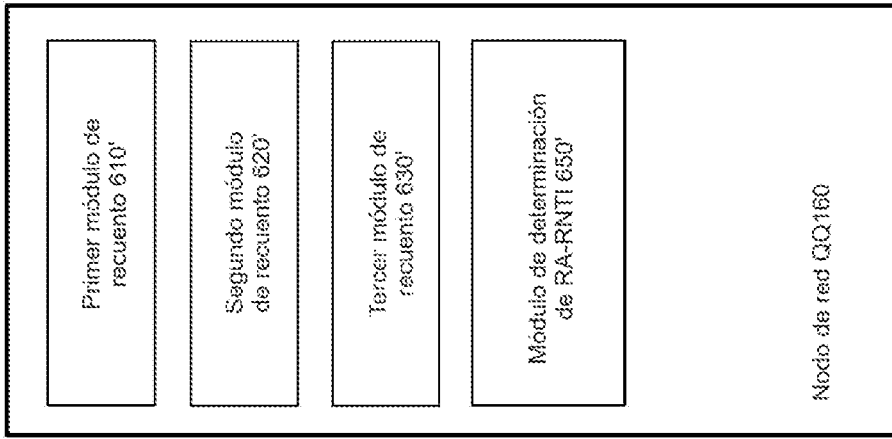 Primer módulo de
recuento 610'
Segundo módulo
de recuento 620'
Tercer módulo de
recuento 630'
Módulo de determinación
de RA-RNTI 650'
Nodo de red QQ160